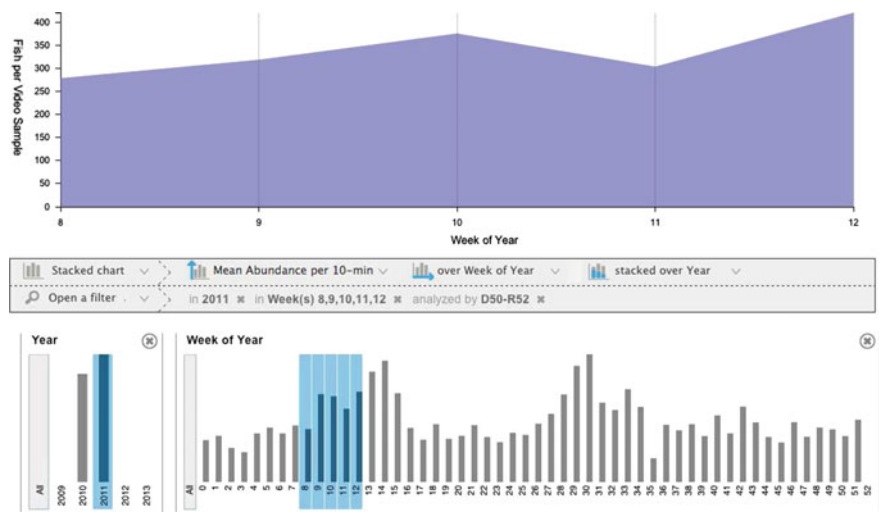 400
350
300
250
200
150
100
50
0
Fish per Video Sample
8 9 10 11 12
Week of Year
Stacked chart Mean Abundance per 10-min over Week of Year stacked over Year
Open a filter . in 2011 ✖ in Week(s) 8,9,10,11,12 ✖ analyzed by D50-R52 ✖
Year
All 2009 2010 2011 2012 2013
Week of Year
All 0 1 2 3 4 5 6 7 8 9 10 11 12 13 14 15 16 17 18 19 20 21 22 23 24 25 26 27 28 29 30 31 32 33 34 35 36 37 38 39 40 41 42 43 44 45 46 47 48 49 50 51 52